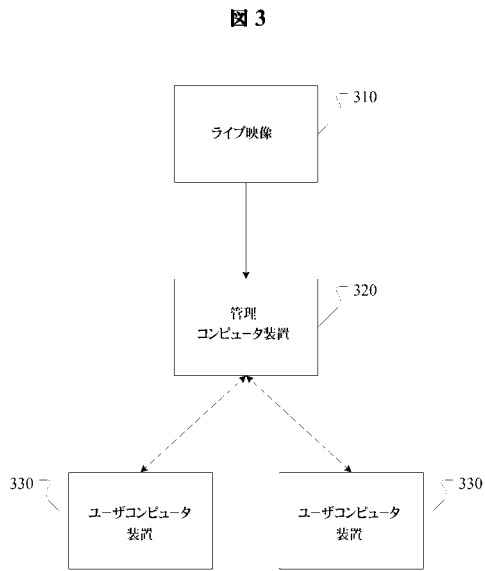 図 3
310
ライブ映像
320
管理
コンピュータ装置
330
ユーザコンピュータ
装置
ユーザコンピュータ
装置
330